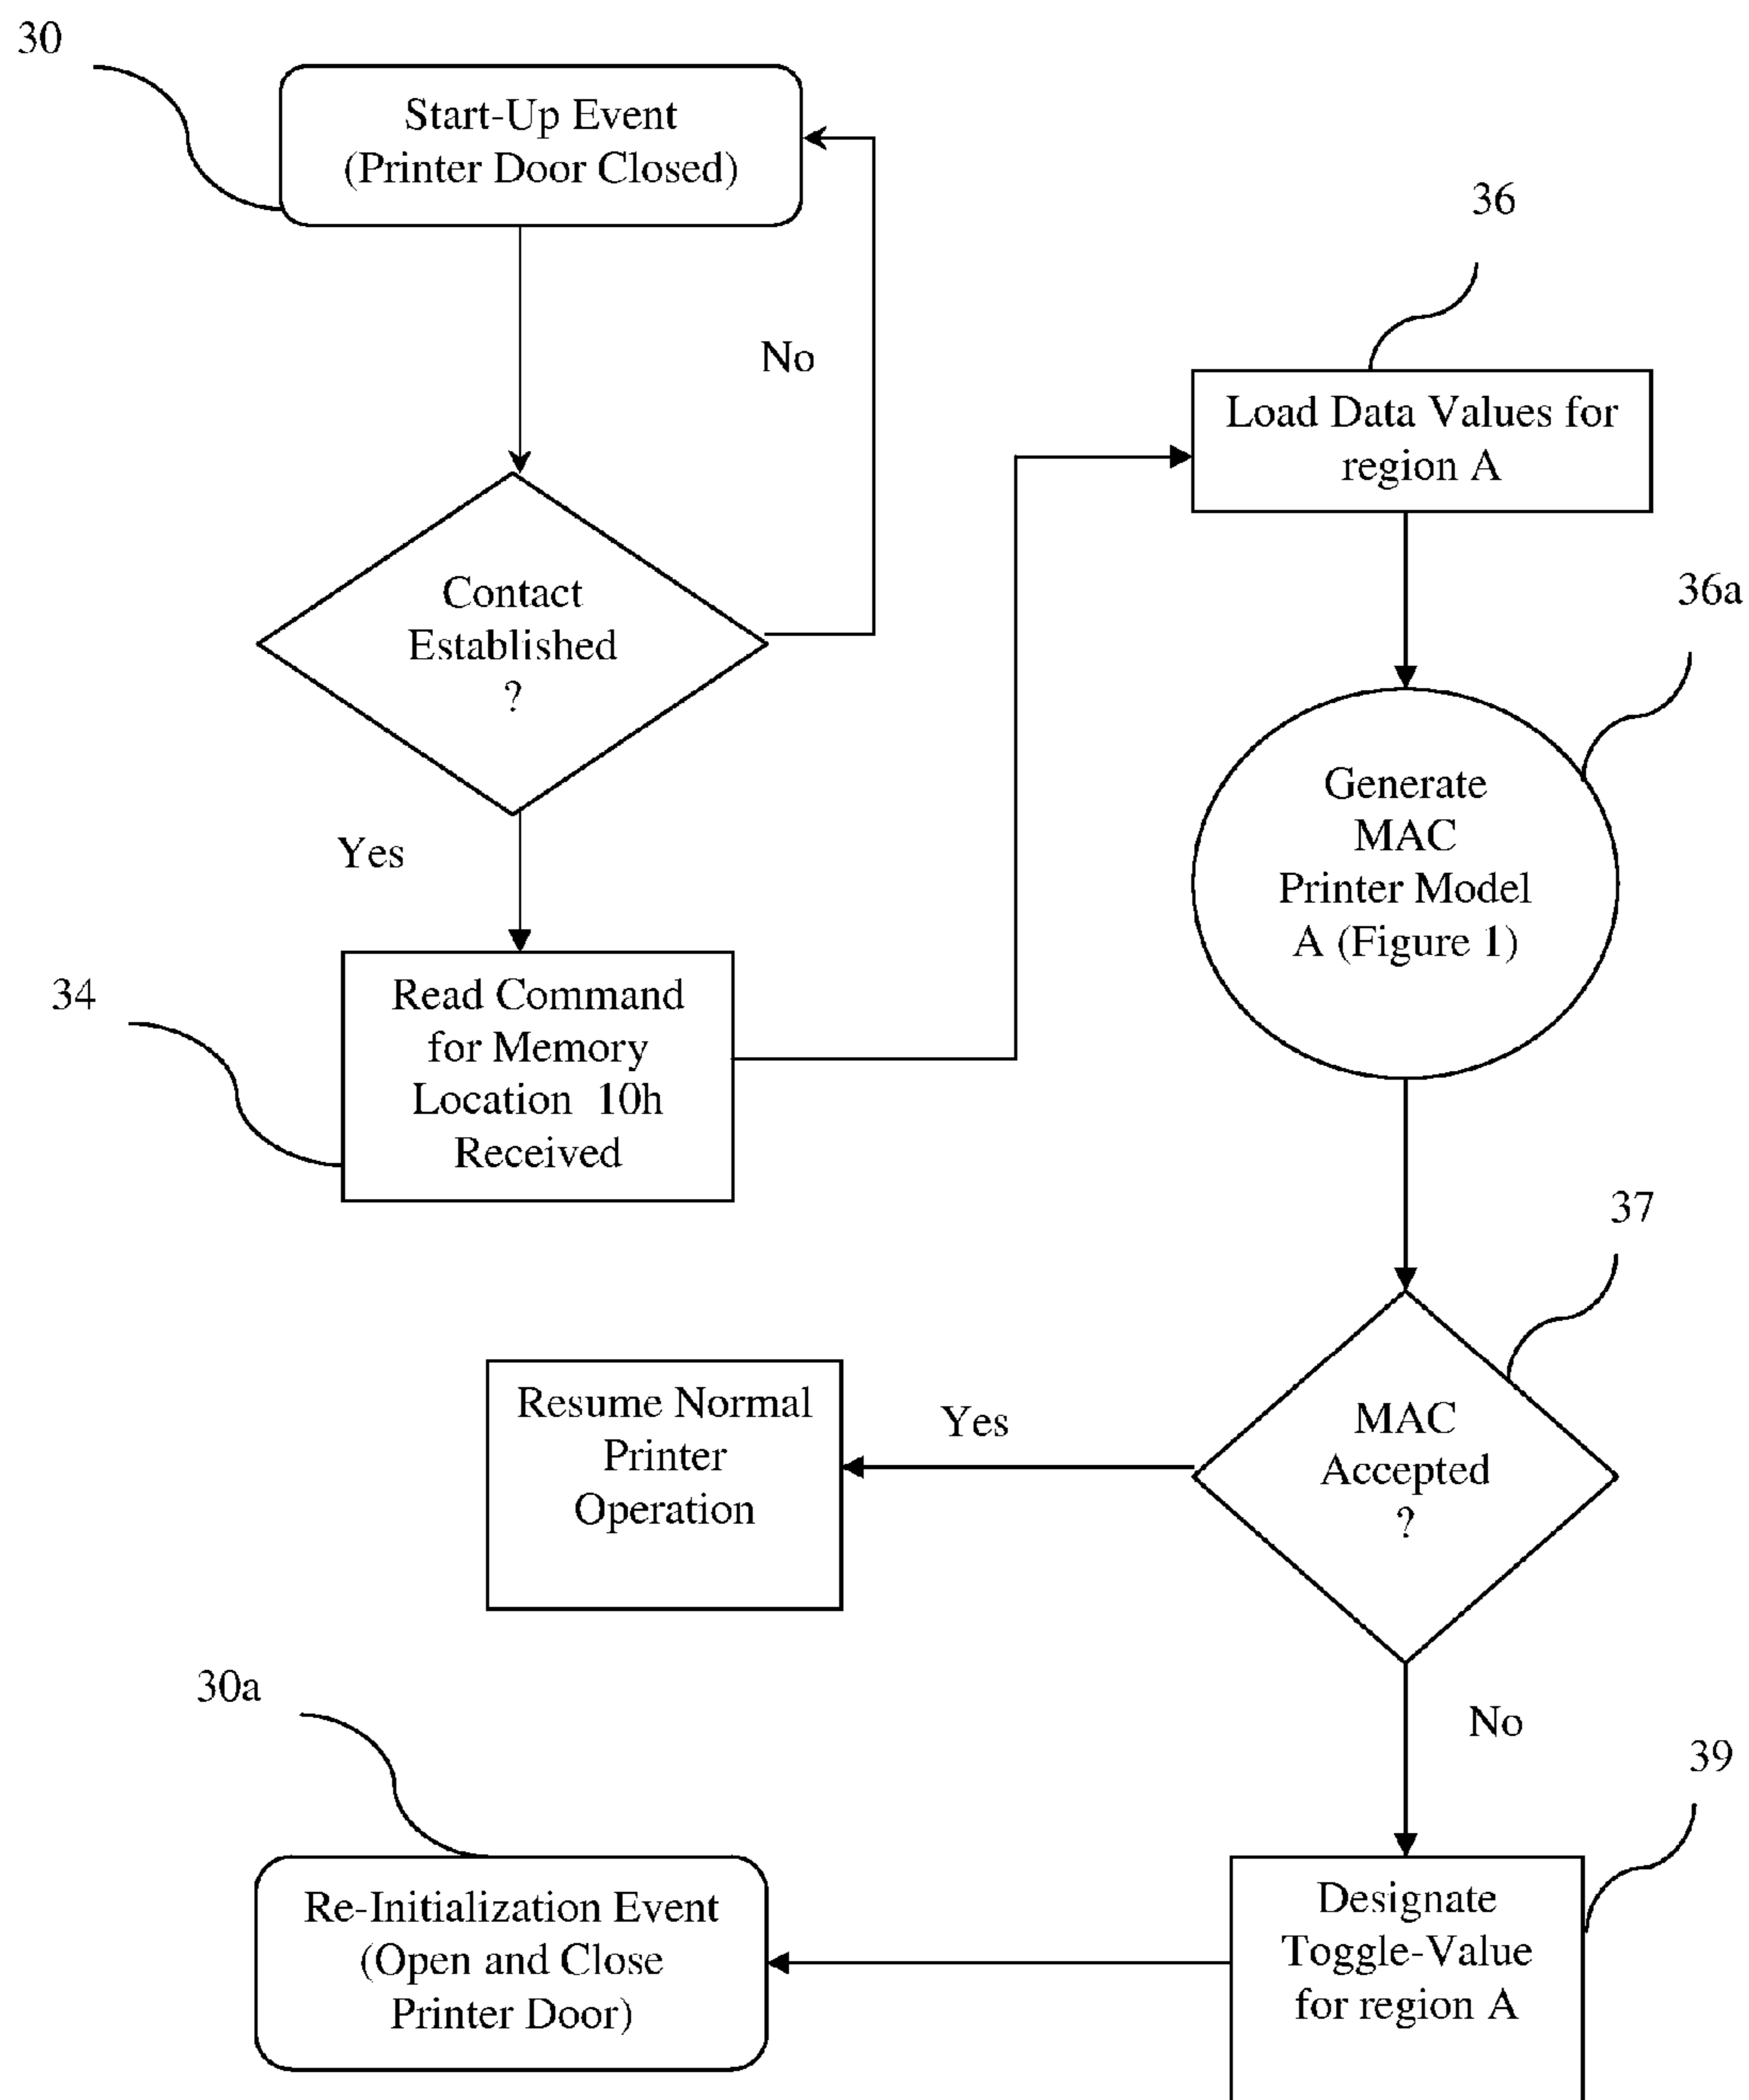 30
Start-Up Event
(Printer Door Closed)
36
No
Load Data Values for
region A
Contact
Established
?
36a
Generate
MAC
Printer Model
A (Figure 1)
Yes
34
Read Command
for Memory
Location 10h
Received
37
Resume Normal
Printer
Operation
Yes
MAC
Accepted
?
30a
No
39
Re-Initialization Event
(Open and Close
Printer Door)
Designate
Toggle-Value
for region A